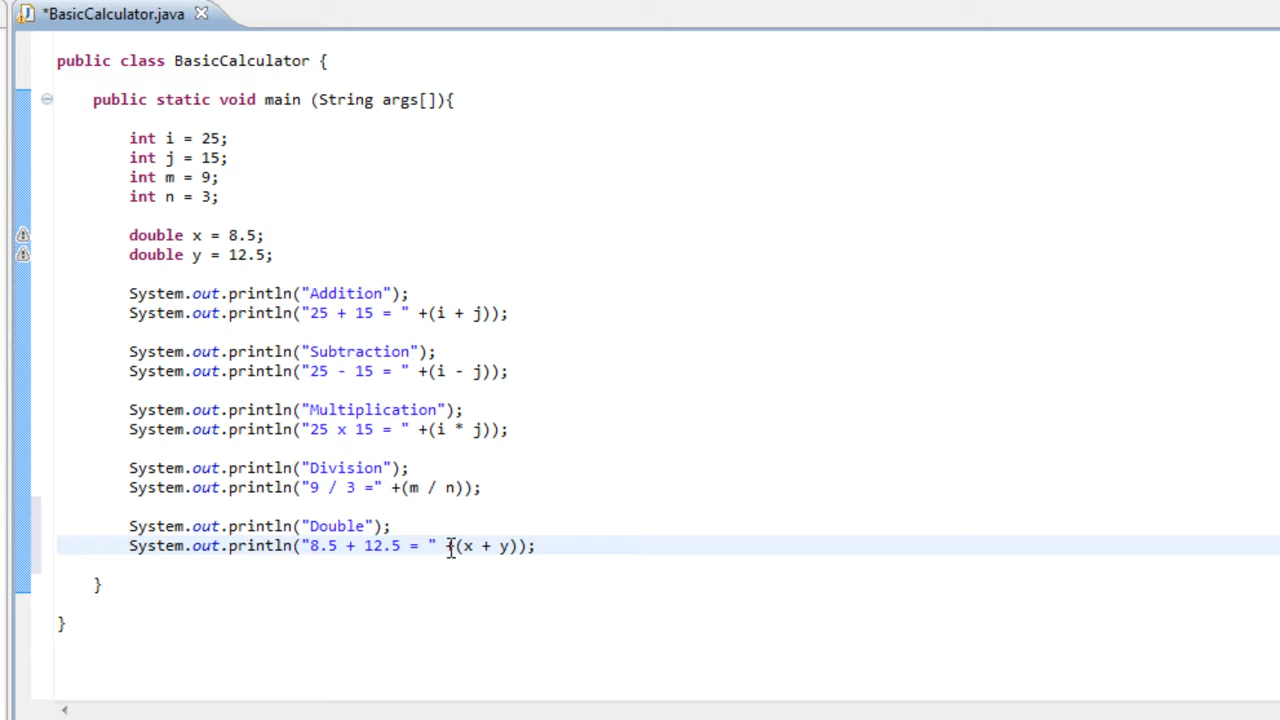 *BasicCalculator.java
public class BasicCalculator {
public static void main (String args[]){
int i = 25;
int j = 15;
int m = 9;
int n = 3;
double x = 8.5;
double y = 12.5;
System.out.println("Addition");
System.out.println("25 + 15 = " +(i + j));
System.out.println("Subtraction");
System.out.println("25 - 15 = " +(i - j));
System.out.println("Multiplication");
System.out.println("25 x 15 = " +(i * j));
System.out.println("Division");
System.out.println("9 / 3 =" +(m / n));
System.out.println("Double");
System.out.println("8.5 + 12.5 = " +(x + y));
}
}